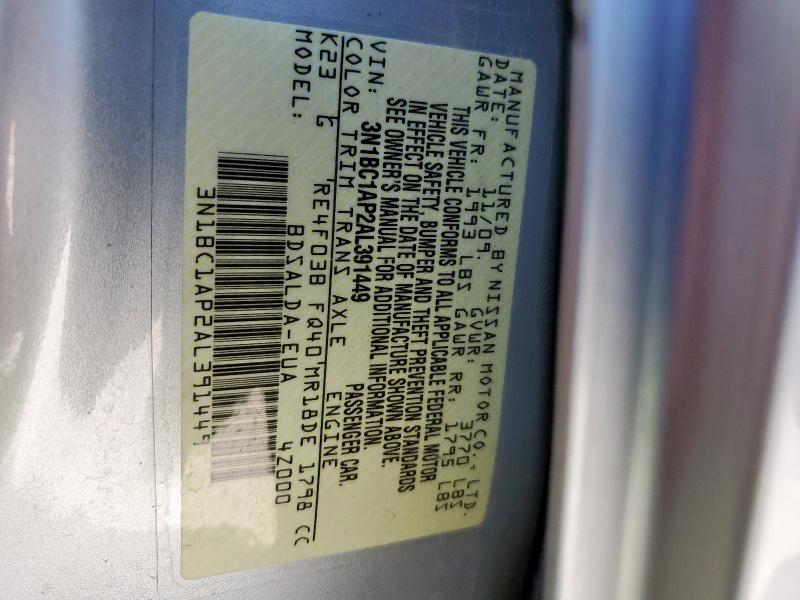 MANUFACTURED BY NISSAN MOTOR CO., LTD.
DATE: 11/09. GVWR: 3770 LBS
GAWR FR: 1993 LBS GAWR RR: 1795 LBS
THIS VEHICLE CONFORMS TO ALL APPLICABLE FEDERAL MOTOR
VEHICLE SAFETY, BUMPER AND THEFT PREVENTION STANDARDS
IN EFFECT ON THE DATE OF MANUFACTURE SHOWN ABOVE.
SEE OWNER'S MANUAL FOR ADDITIONAL INFORMATION.
VIN: 3N1BC1AP2AL391449 PASSENGER CAR.
COLOR TRIM TRANS AXLE ENGINE
K23 G 'RE4F03B FQ40'MR18DE 1798 CC
MODEL: BDSALDA-EUA 4Z000
3N1BC1AP2AL391449